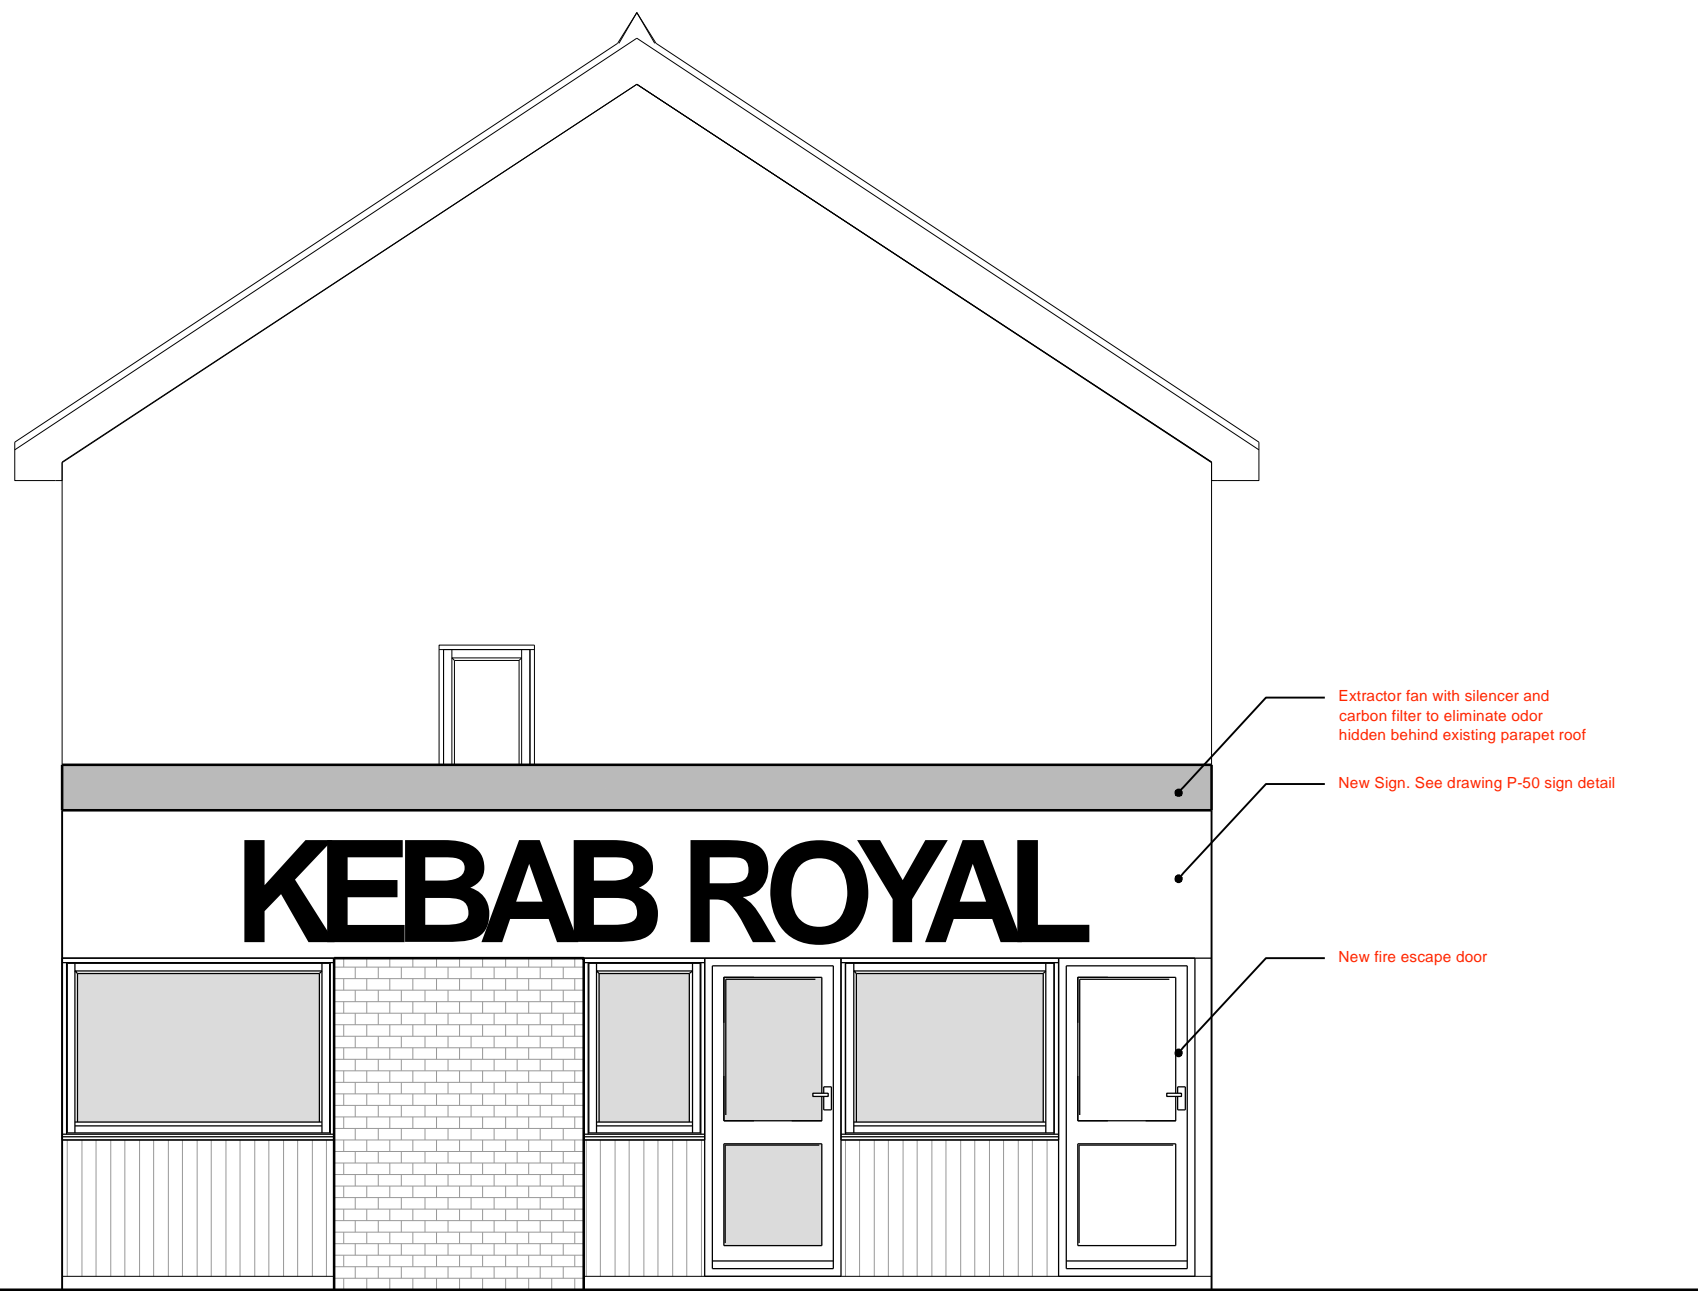 Extractor fan with silencer and
carbon filter to eliminate odor
hidden behind existing parapet roof
New Sign. See drawing P-50 sign detail
KEBAB ROYAL
New fire escape door